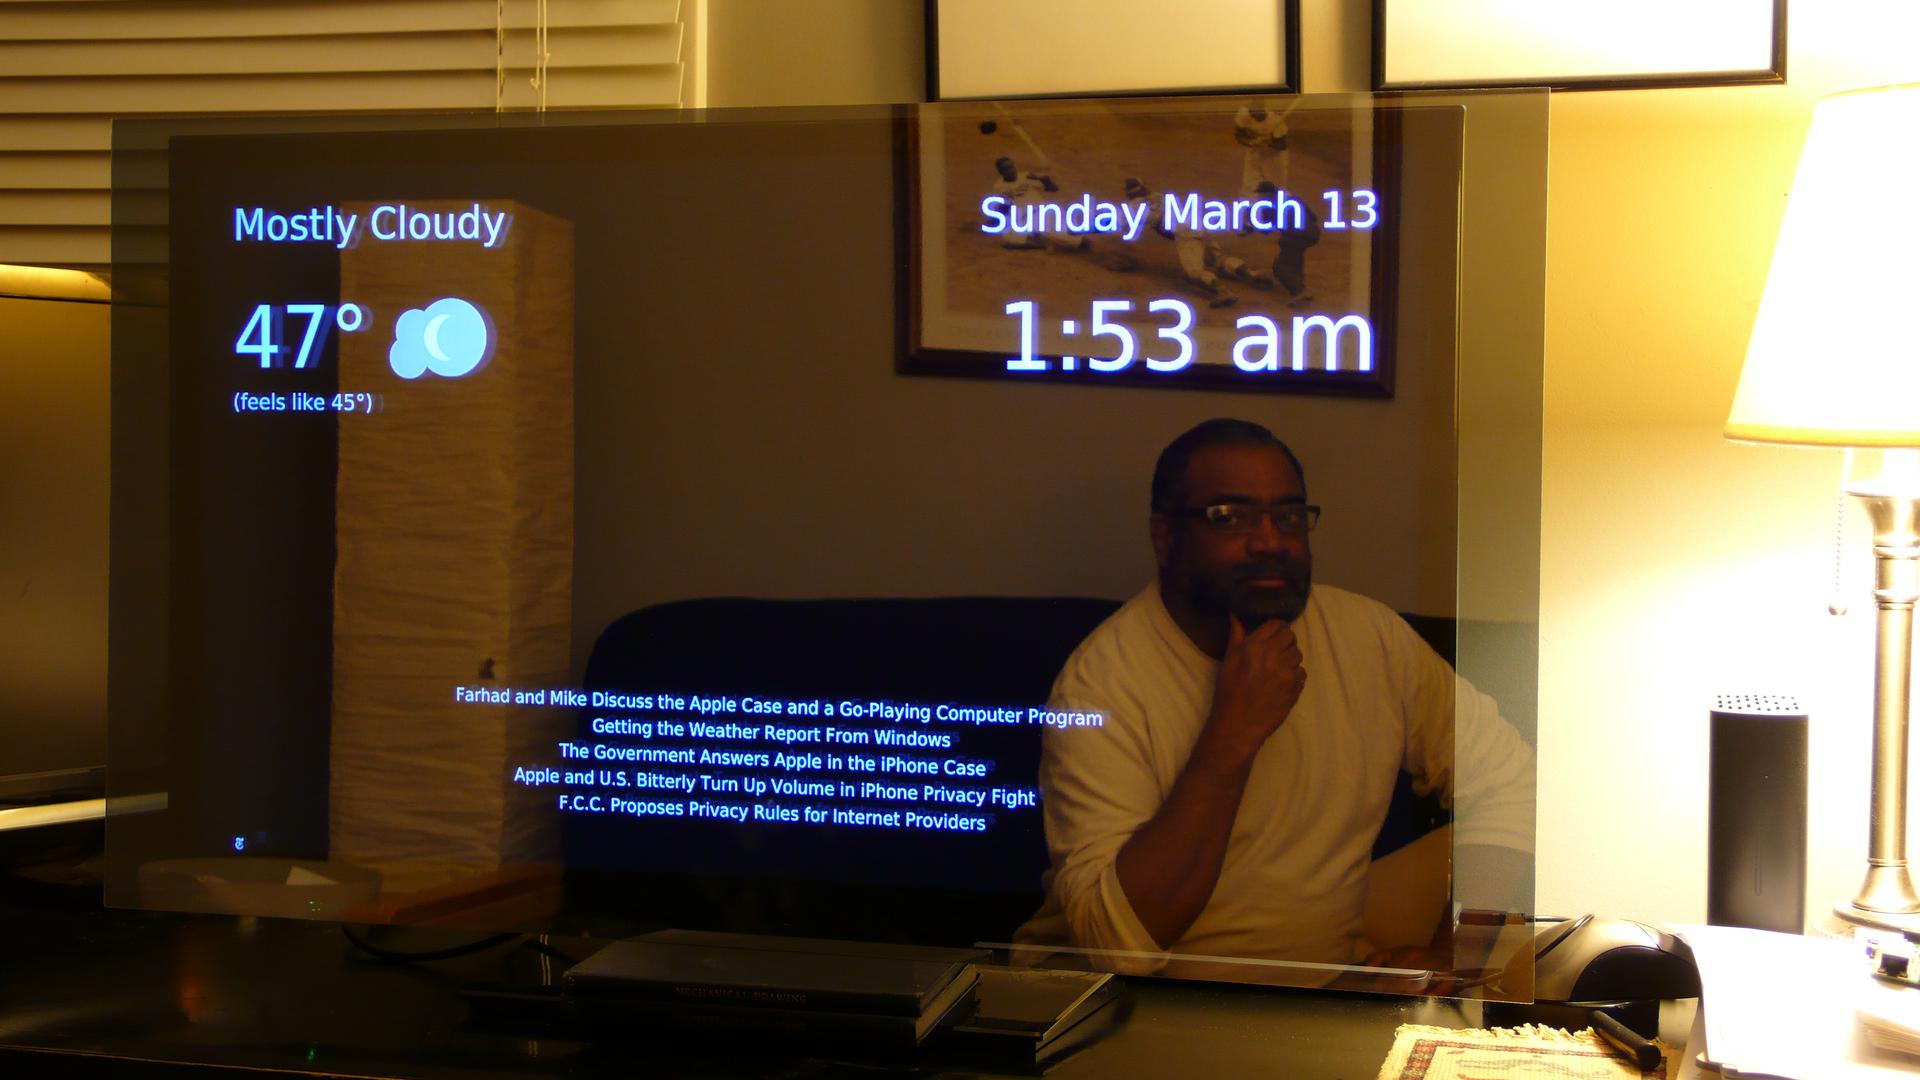 Mostly Cloudy
Sunday March 13
47°
1:53 am
(feels like 45°)
Farhad and Mike Discuss the Apple Case and a Go-Playing Computer Program
Getting the Weather Report From Windows
The Government Answers Apple in the iPhone Case
Apple and U.S. Bitterly Turn Up Volume in iPhone Privacy Fight
F.C.C. Proposes Privacy Rules for Internet Providers
MECHANICAL DRAWING